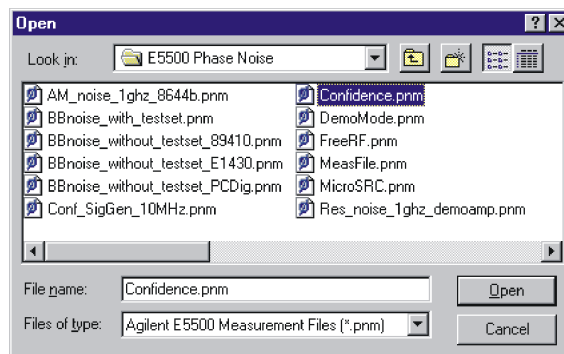 Open
Look in: E5500 Phase Noise
AM_noise_1ghz_8644b.pnm
BBnoise_with_testset.pnm
BBnoise_without_testset_89410.pnm
BBnoise_without_testset_E1430.pnm
BBnoise_without_testset_PCDig.pnm
Conf_SigGen_10MHz.pnm
Confidence.pnm
DemoMode.pnm
FreeRF.pnm
MeasFile.pnm
MicroSRC.pnm
Res_noise_1ghz_demoamp.pnm
File name: Confidence.pnm
Open
Files of type: Agilent E5500 Measurement Files (*.pnm)
Cancel